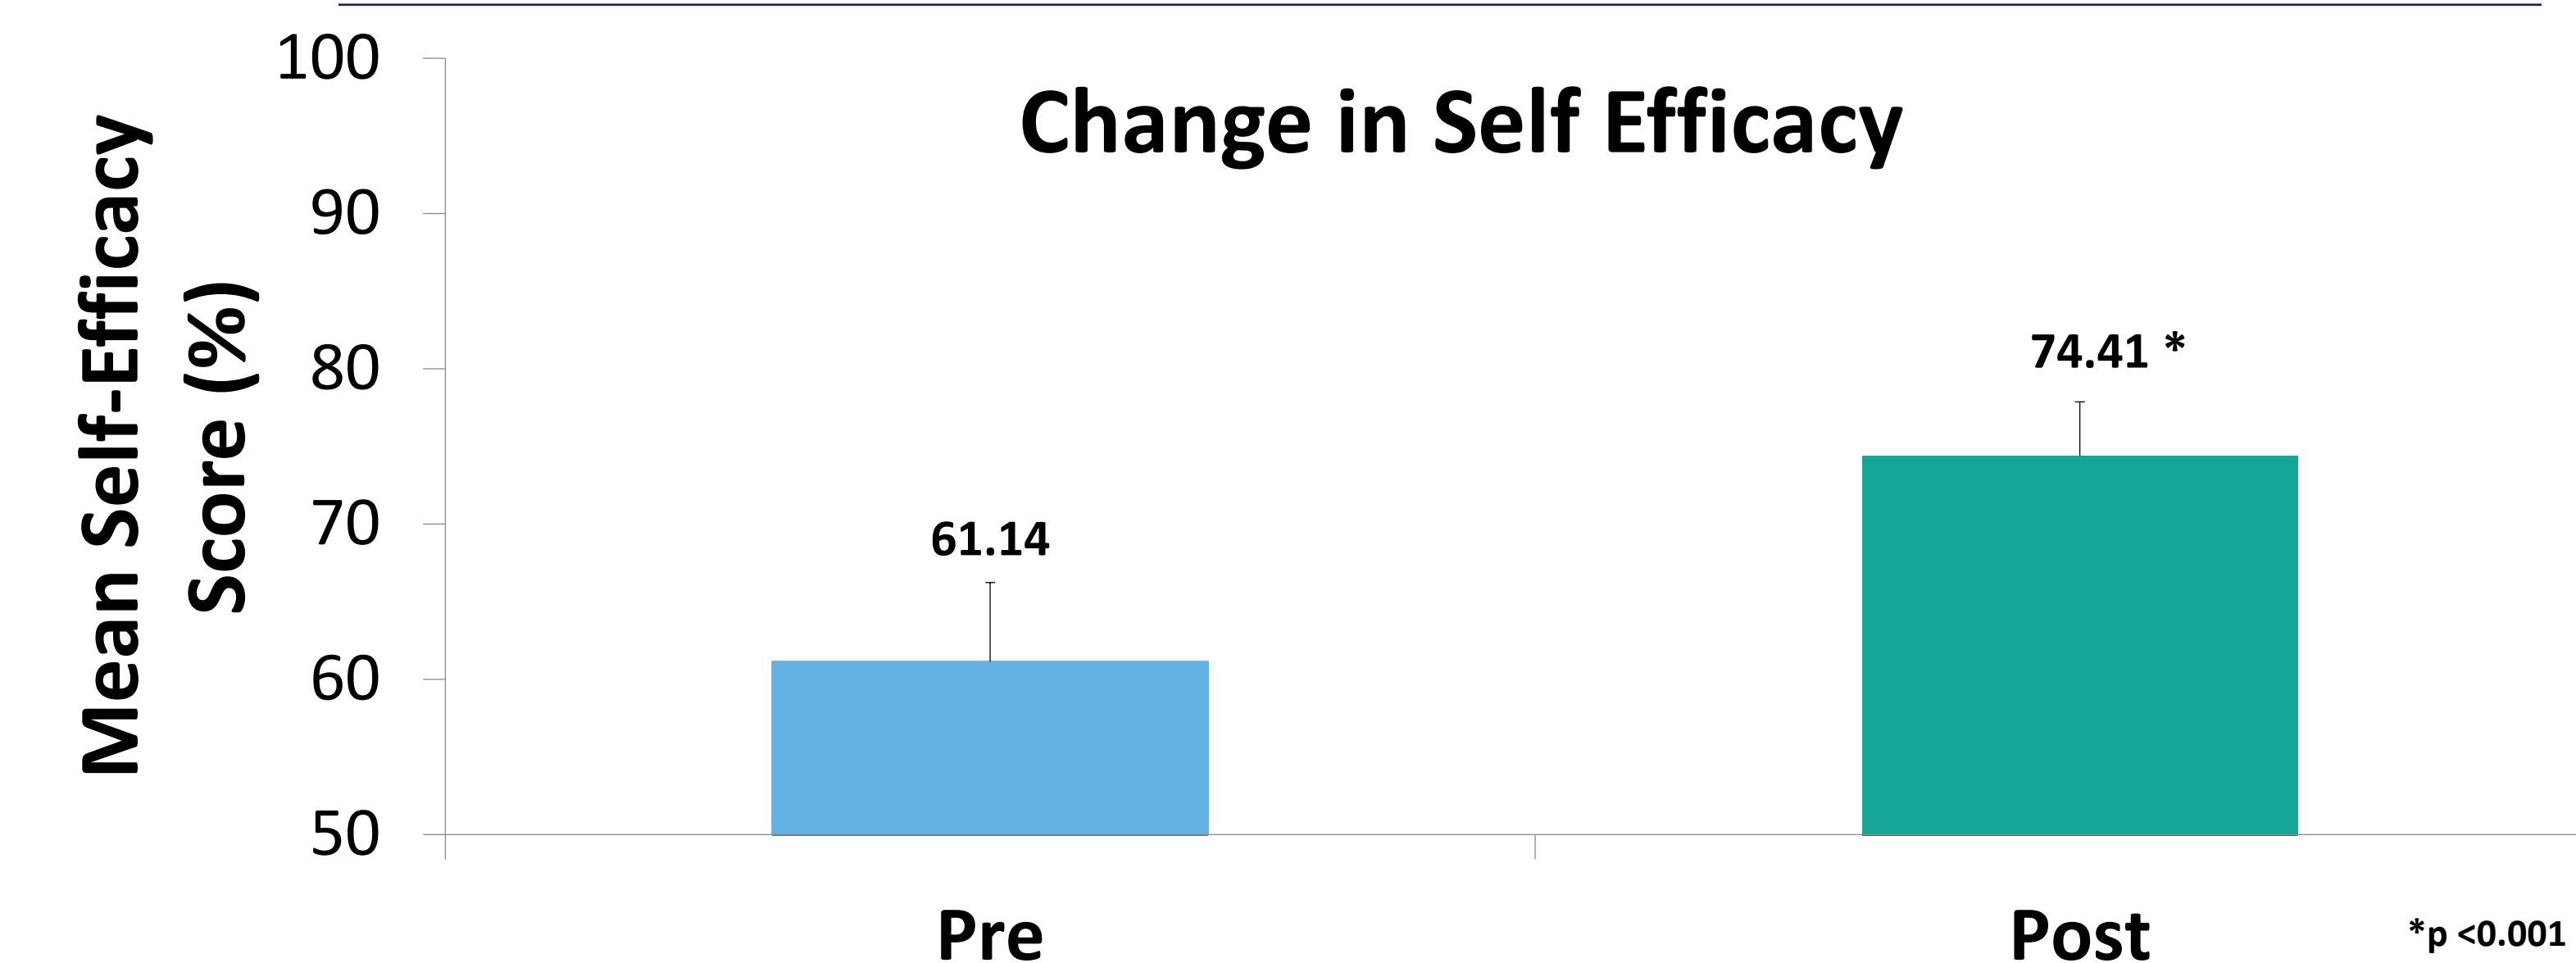 Change in Self Efficacy
Mean Self-Efficacy
Score (%)
100
90
80
70
60
50
61.14
74.41 *
Pre
Post
*p <0.001